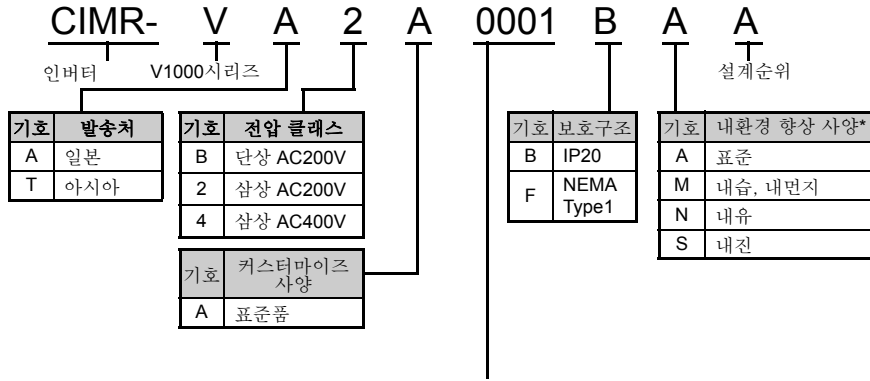 CIMR- V A 2 A 0001 B A A
인버터 V1000시리즈 설계순위
기호 발송처
A 일본
T 아시아
기호 전압 클래스
B 단상 AC200V
2 삼상 AC200V
4 삼상 AC400V
기호 커스터마이즈
사양
A 표준품
기호 보호구조
B IP20
F NEMA
Type1
기호 내환경 향상 사양*
A 표준
M 내습, 내먼지
N 내유
S 내진